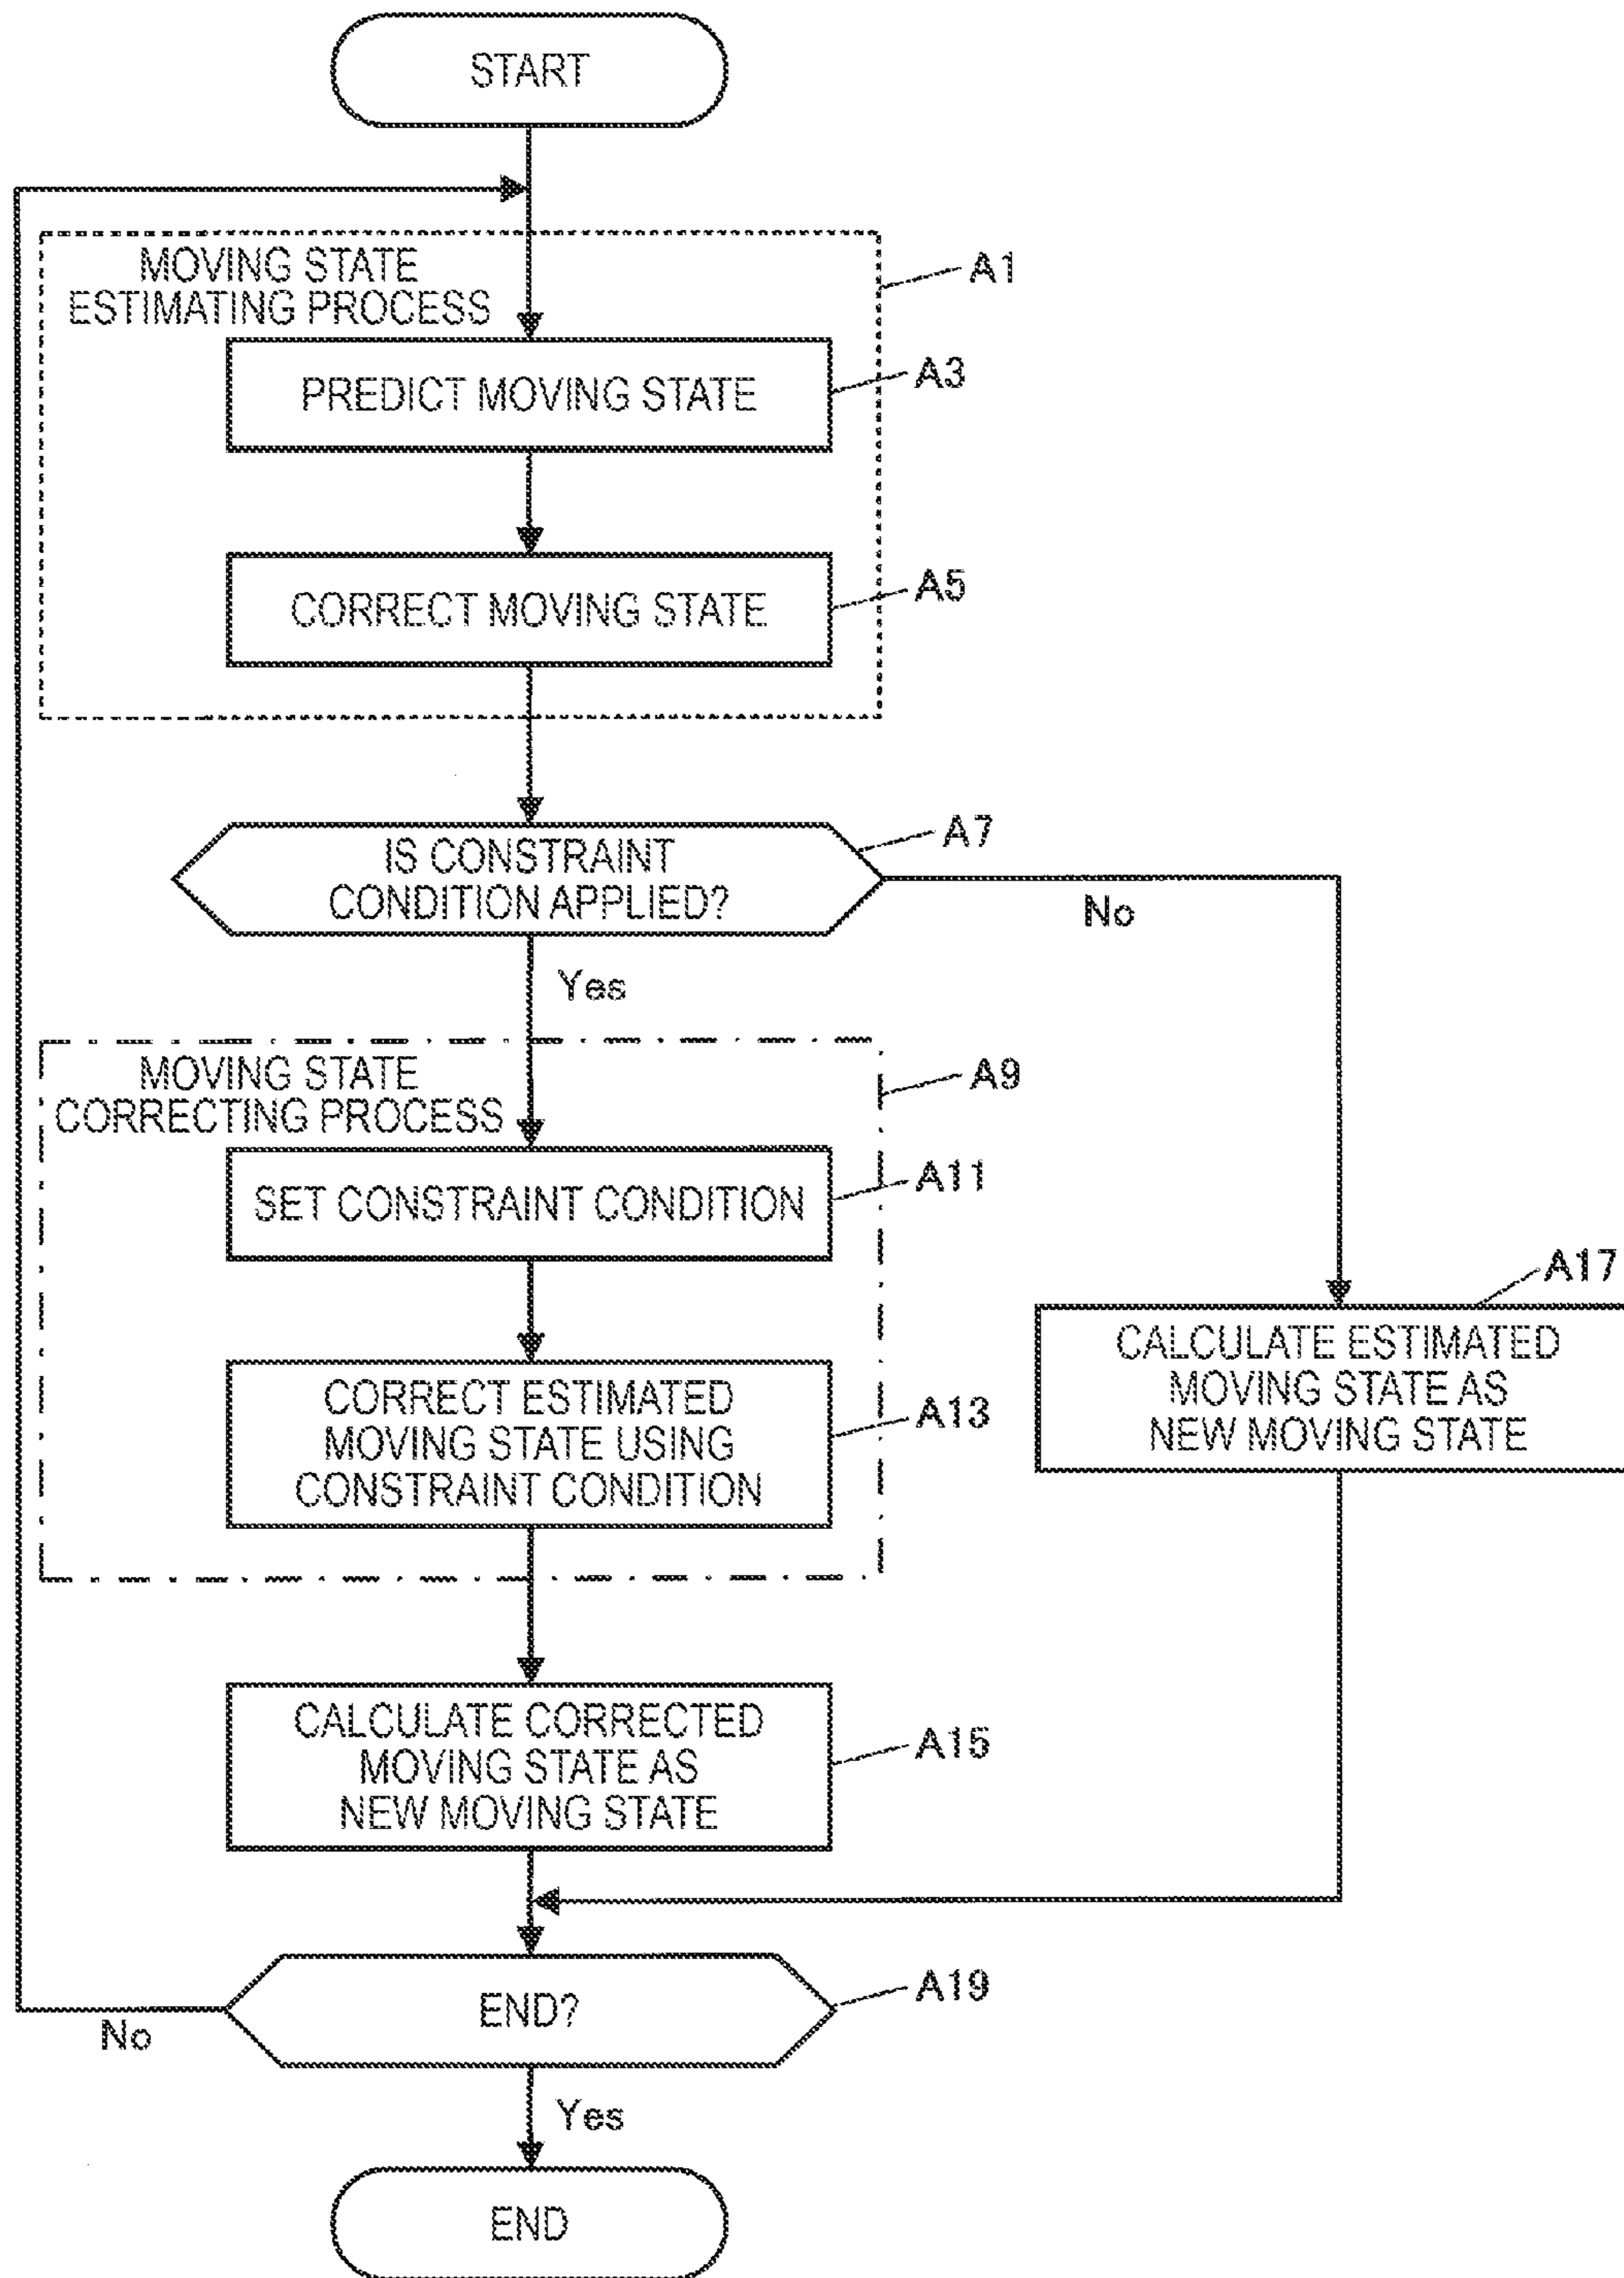 START
MOVING STATE
ESTIMATING PROCESS
A1
PREDICT MOVING STATE
A3
CORRECT MOVING STATE
A5
IS CONSTRAINT
CONDITION APPLIED?
A7
No
Yes
MOVING STATE
CORRECTING PROCESS
A9
SET CONSTRAINT CONDITION
A11
CORRECT ESTIMATED
MOVING STATE USING
CONSTRAINT CONDITION
A13
CALCULATE ESTIMATED
MOVING STATE AS
NEW MOVING STATE
A17
CALCULATE CORRECTED
MOVING STATE AS
NEW MOVING STATE
A15
END?
A19
No
Yes
END